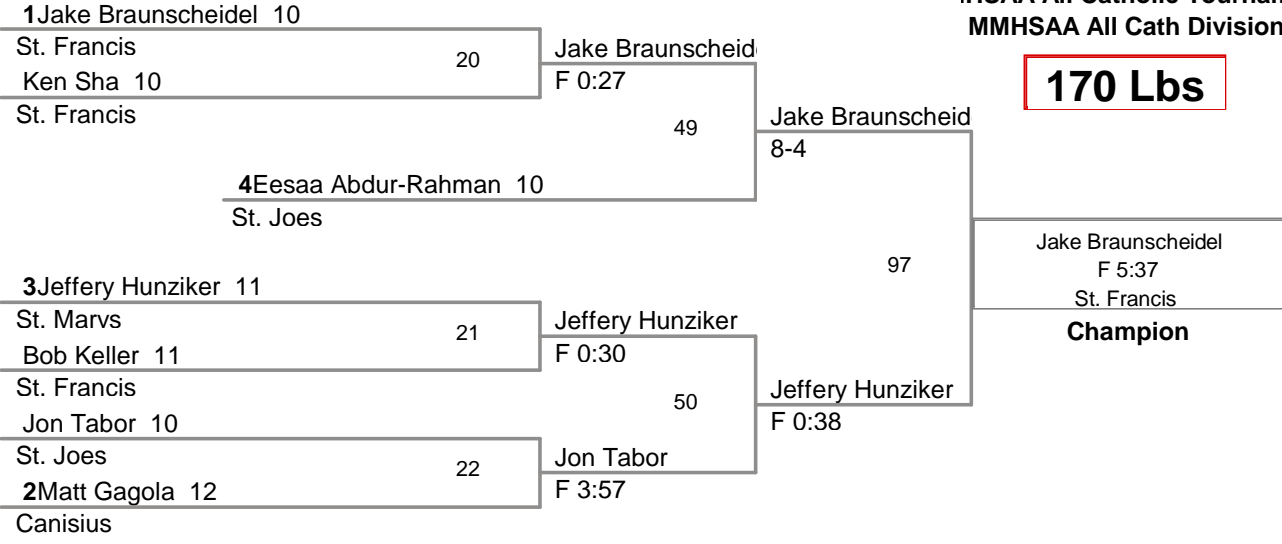 MMHSAA All Cath Division
170 Lbs
1Jake Braunscheidel 10
St. Francis
20
Ken Sha 10
St. Francis
Jake Braunscheid
F 0:27
49
4Eesaa Abdur-Rahman 10
St. Joes
Jake Braunscheid
8-4
3Jeffery Hunziker 11
St. Marys
21
Bob Keller 11
St. Francis
Jeffery Hunziker
F 0:30
50
Jon Tabor 10
St. Joes
22
2Matt Gagola 12
Canisius
Jon Tabor
F 3:57
Jeffery Hunziker
F 0:38
97
Jake Braunscheidel
F 5:37
St. Francis
Champion